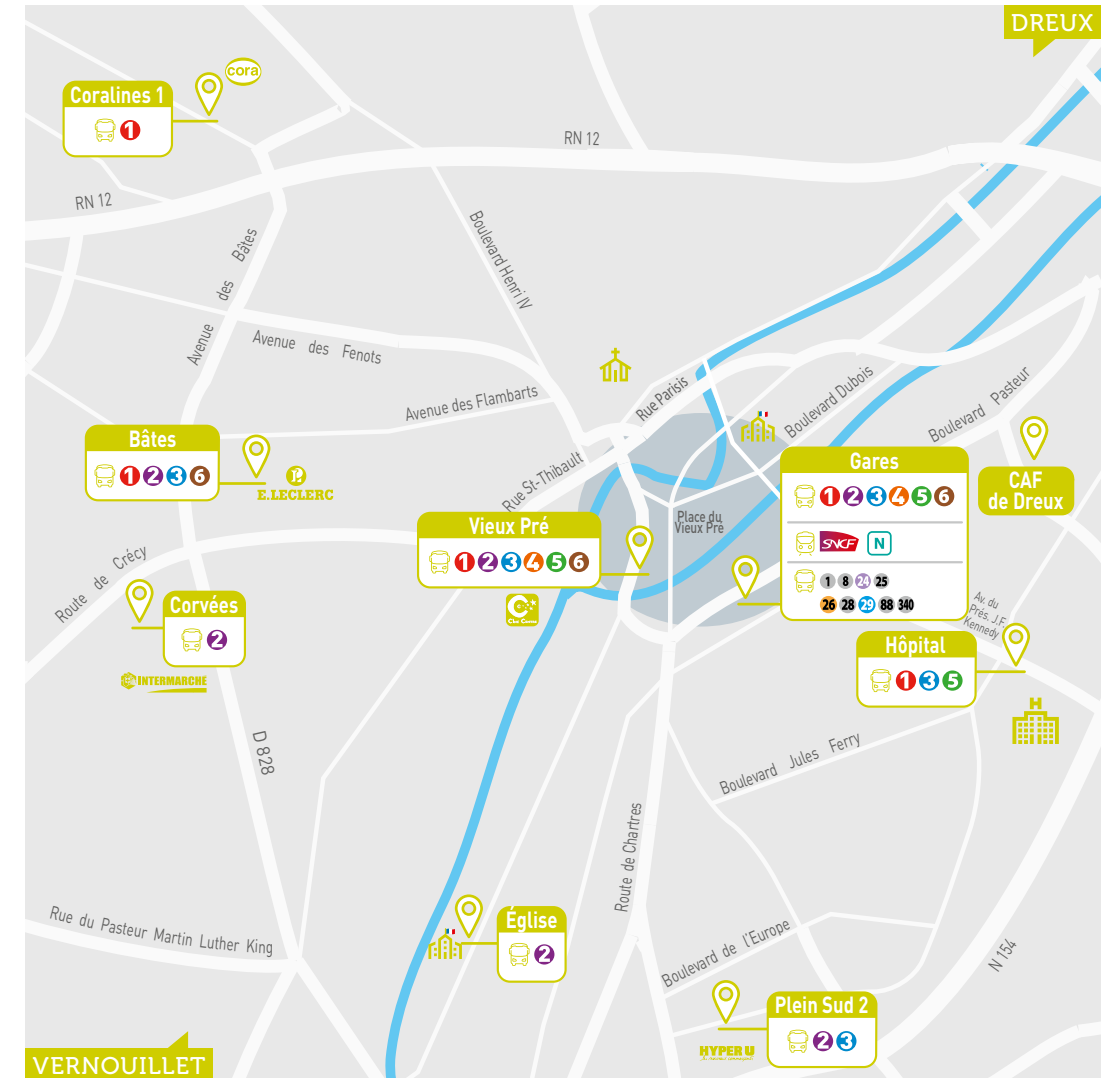 DREUX
cora
Coralines 1
1
RN 12
RN 12
Boulevard Henri IV
Avenue des Bâtes
Avenue des Fenots
Avenue des Flambarts
Rue Parisis
Boulevard Dubois
Boulevard Pasteur
Bâtes
1 2 3 6
E.LECLERC
Rue St-Thibault
Gares
1 2 3 4 5 6
SNCF N
1 8 24 25
26 28 29 88 340
CAF
de Dreux
Vieux Pré
1 2 3 4 5 6
Place du
Vieux Pré
Route de Crécy
Corvées
2
INTERMARCHE
Av. du
Prés. J.F.
Kennedy
Hôpital
1 3 5
H
D 828
Boulevard Jules Ferry
Route de Chartres
Rue du Pasteur Martin Luther King
Église
2
Boulevard de l'Europe
N 154
Plein Sud 2
2 3
HYPER U
VERNOUILLET